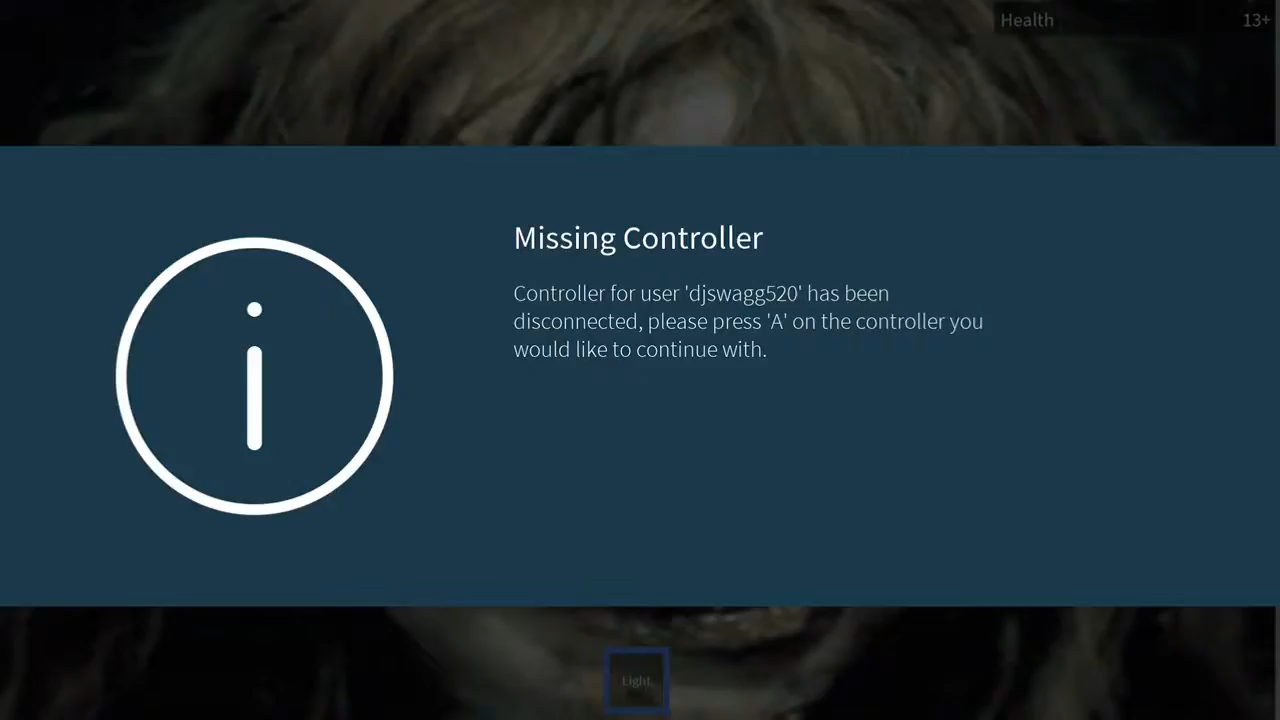 Health 13+
Missing Controller
Controller for user 'djswagg520' has been
disconnected, please press 'A' on the controller you
would like to continue with.
Light